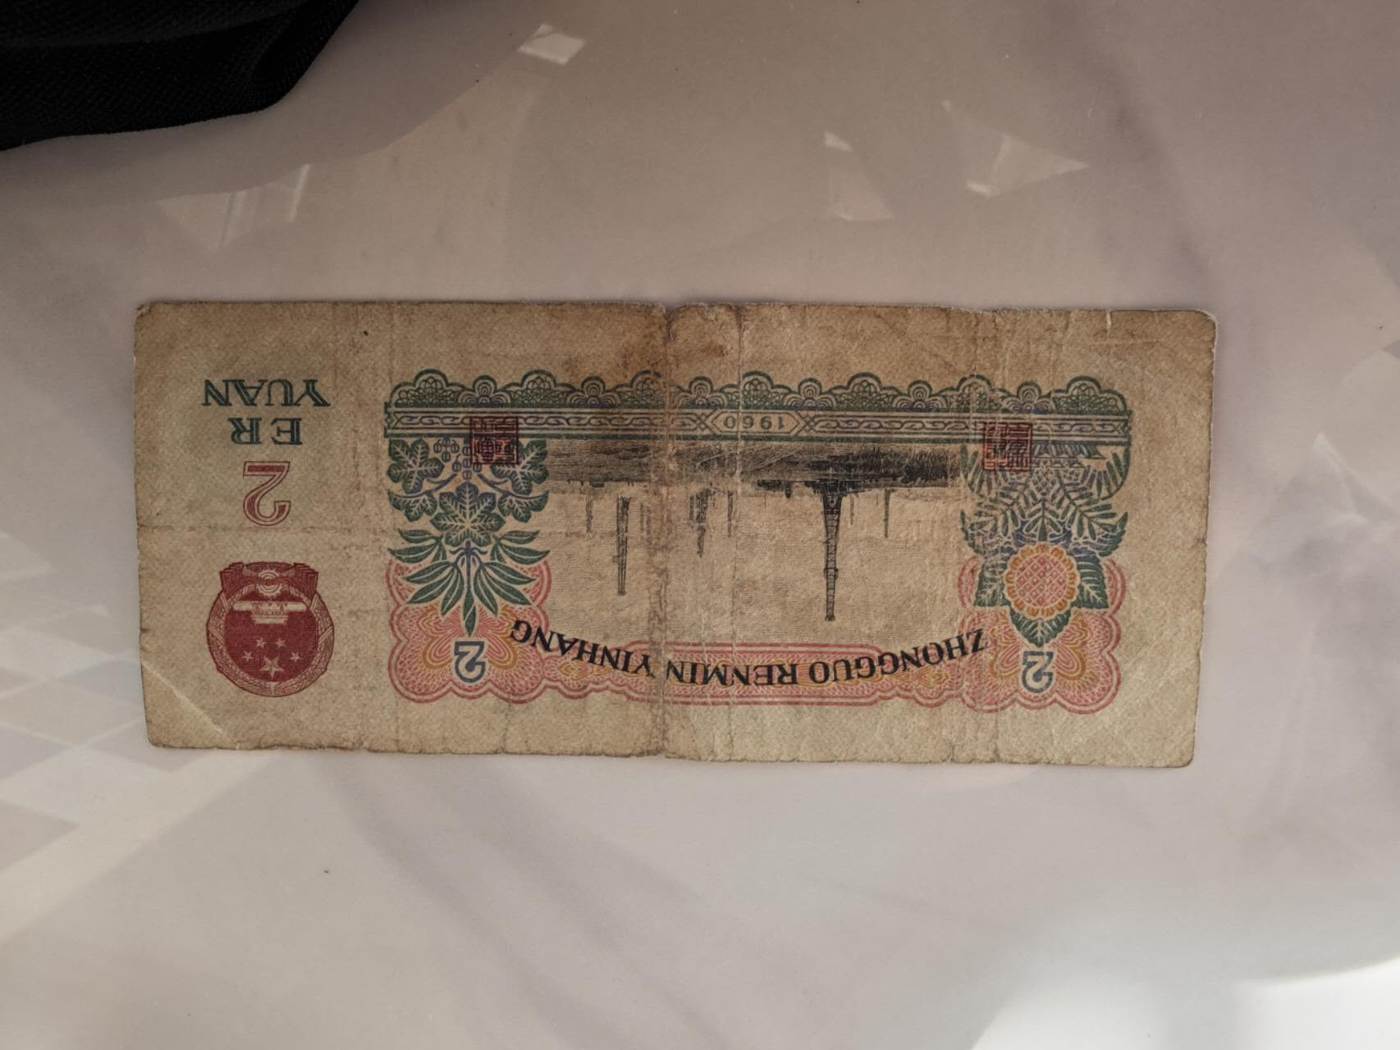 ZHONGGUO RENMIN YINHANG
2
2
2
ER
YUAN
1960